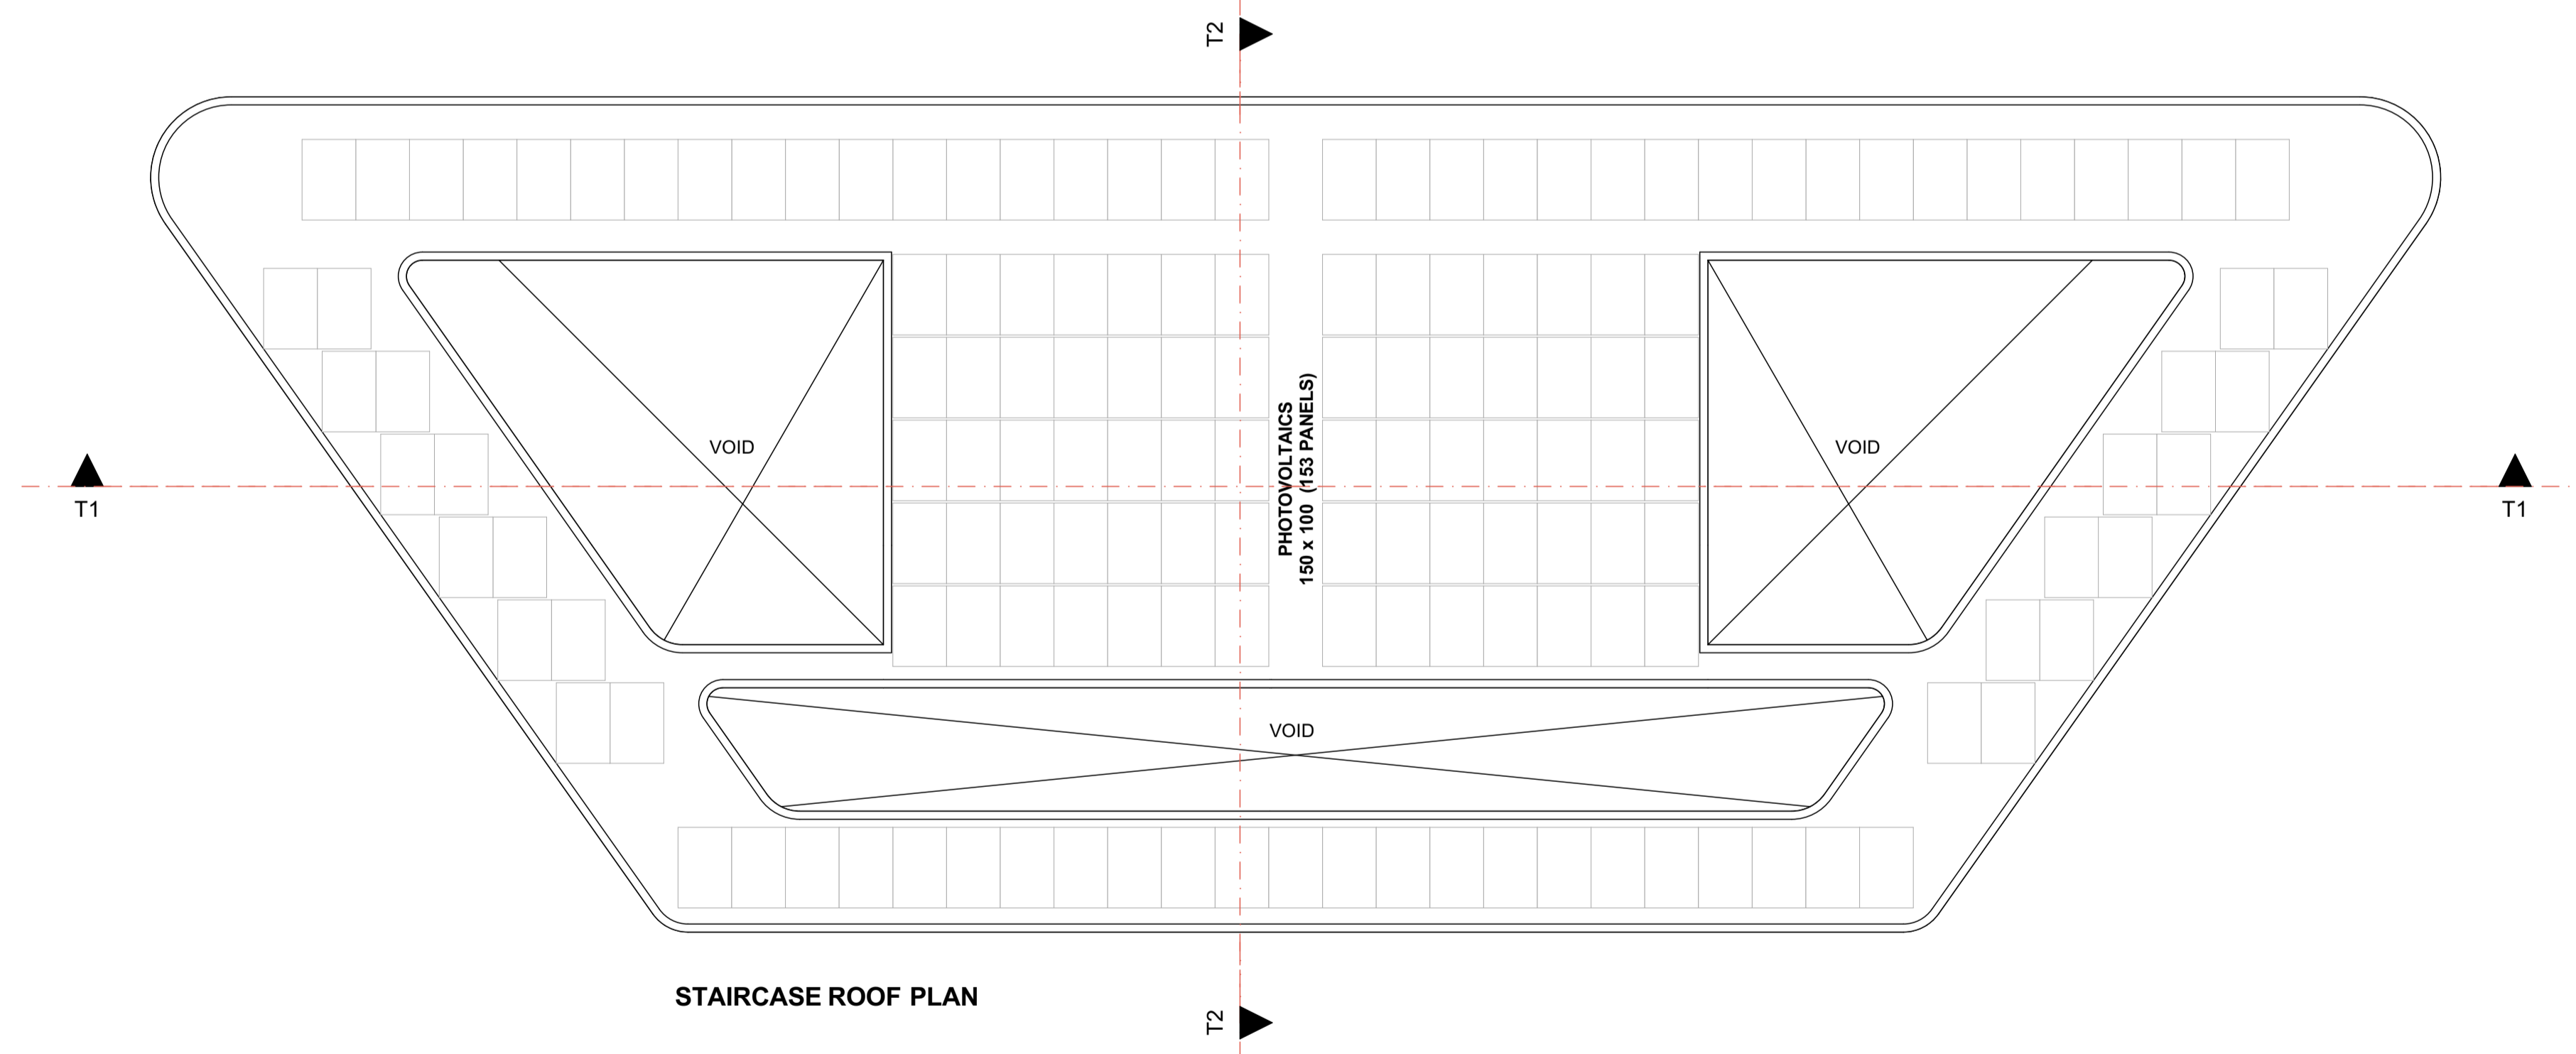 T2
VOID
VOID
PHOTOVOLTAICS
150 x 100 (153 PANELS)
T1
T1
VOID
STAIRCASE ROOF PLAN
T2